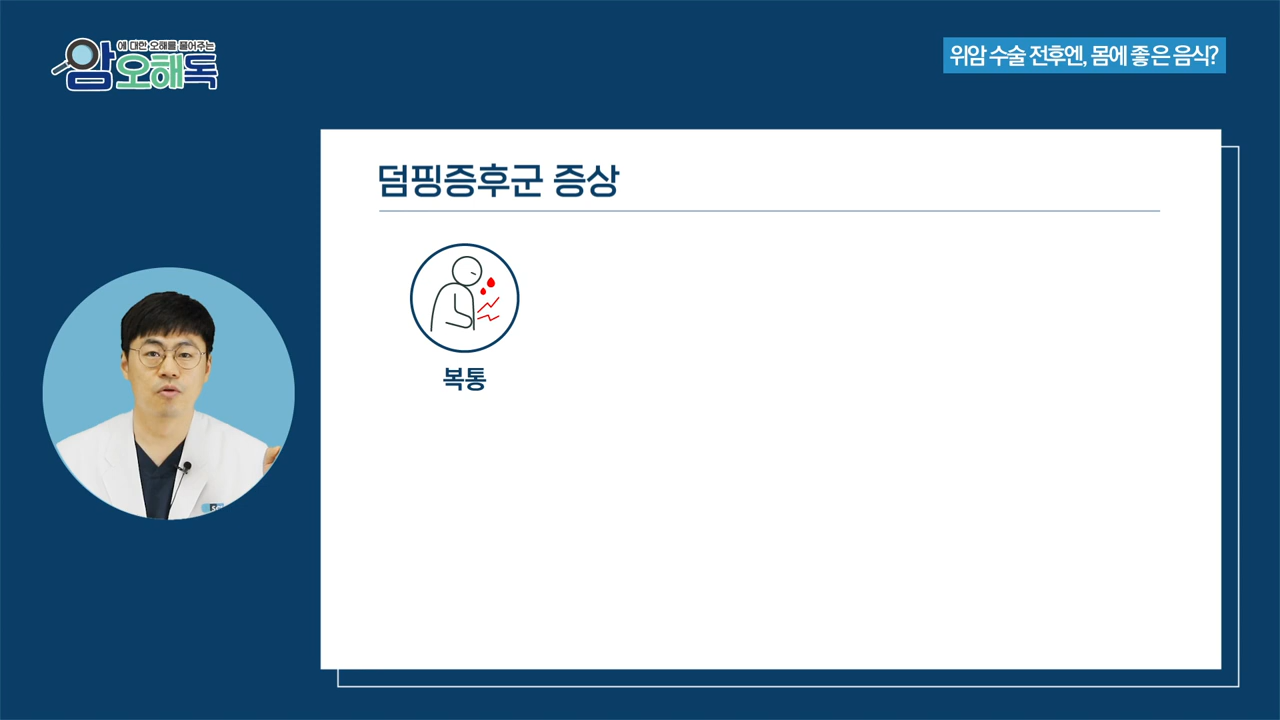 에 대한 오해를 풀어주는
암오해독
위암 수술 전후엔, 몸에 좋은 음식?
덤핑증후군 증상
복통